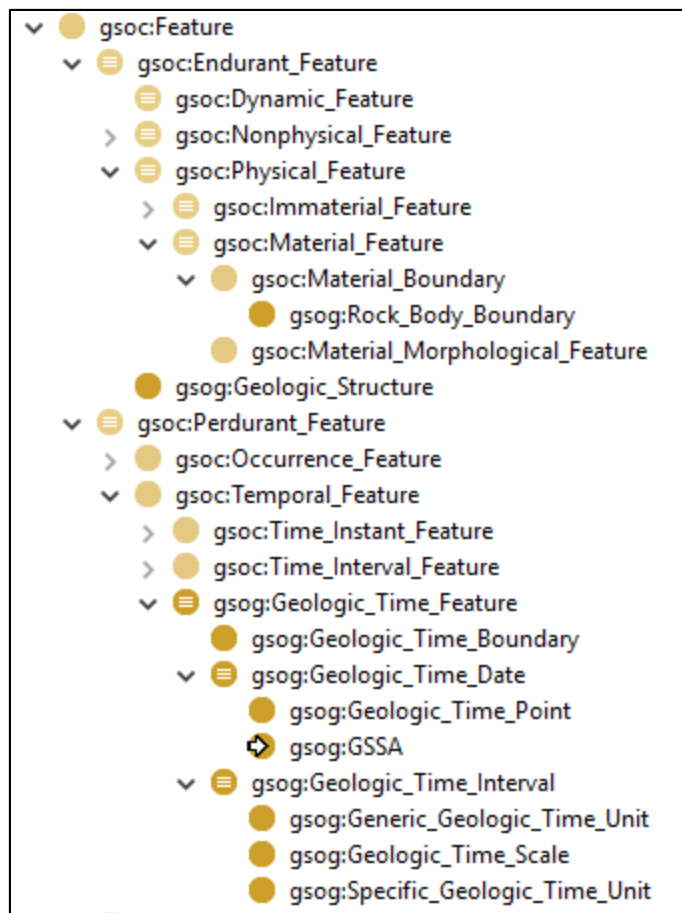 gsoc:Feature
gsoc:Endurant_Feature
gsoc:Dynamic_Feature
gsoc:Nonphysical_Feature
gsoc:Physical_Feature
gsoc:Immaterial_Feature
gsoc:Material_Feature
gsoc:Material_Boundary
gsog:Rock_Body_Boundary
gsoc:Material_Morphological_Feature
gsog:Geologic_Structure
gsoc:Perdurant_Feature
gsoc:Occurrence_Feature
gsoc:Temporal_Feature
gsoc:Time_Instant_Feature
gsoc:Time_Interval_Feature
gsog:Geologic_Time_Feature
gsog:Geologic_Time_Boundary
gsog:Geologic_Time_Date
gsog:Geologic_Time_Point
gsog:GSSA
gsog:Geologic_Time_Interval
gsog:Generic_Geologic_Time_Unit
gsog:Geologic_Time_Scale
gsog:Specific_Geologic_Time_Unit